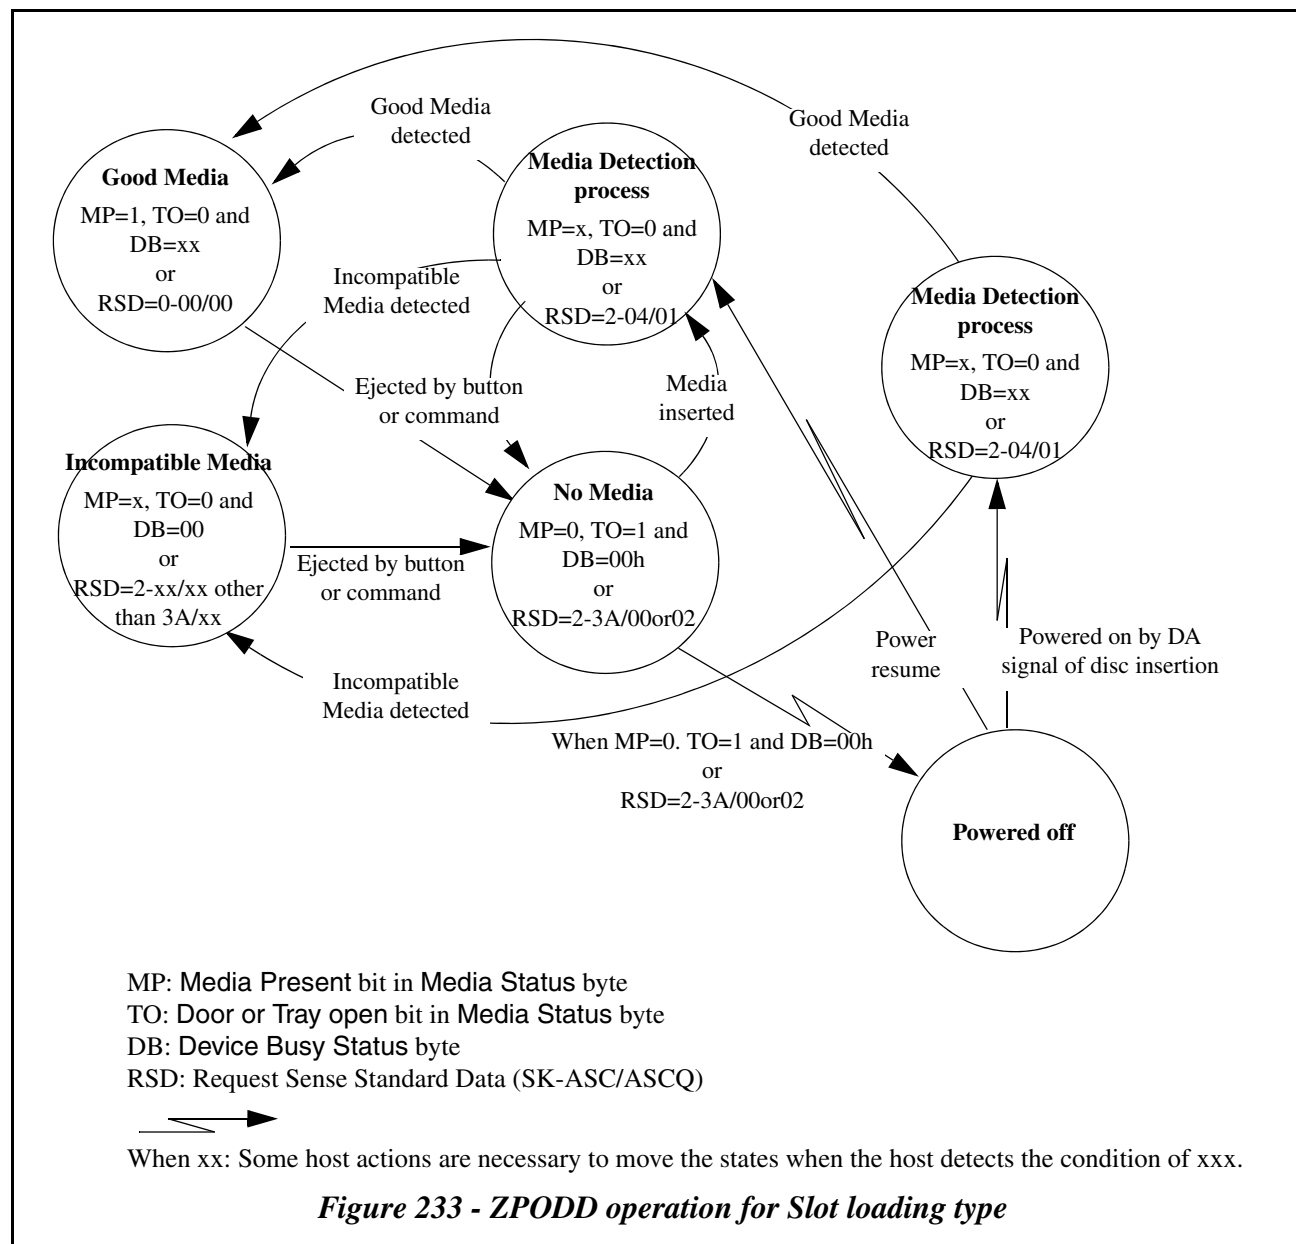 Good Media
detected
Good Media
detected
Good Media
MP=1, TO=0 and
DB=xx
or
RSD=0-00/00
Media Detection
process
MP=x, TO=0 and
DB=xx
or
RSD=2-04/01
Incompatible
Media detected
Media Detection
process
MP=x, TO=0 and
DB=xx
or
RSD=2-04/01
Ejected by button
or command
Media
inserted
Incompatible Media
MP=x, TO=0 and
DB=00
or
RSD=2-xx/xx other
than 3A/xx
No Media
MP=0, TO=1 and
DB=00h
or
RSD=2-3A/00or02
Ejected by button
or command
Power
resume
Powered on by DA
signal of disc insertion
Incompatible
Media detected
When MP=0. TO=1 and DB=00h
or
RSD=2-3A/00or02
Powered off
MP: Media Present bit in Media Status byte
TO: Door or Tray open bit in Media Status byte
DB: Device Busy Status byte
RSD: Request Sense Standard Data (SK-ASC/ASCQ)
When xx: Some host actions are necessary to move the states when the host detects the condition of xxx.
Figure 233 - ZPODD operation for Slot loading type